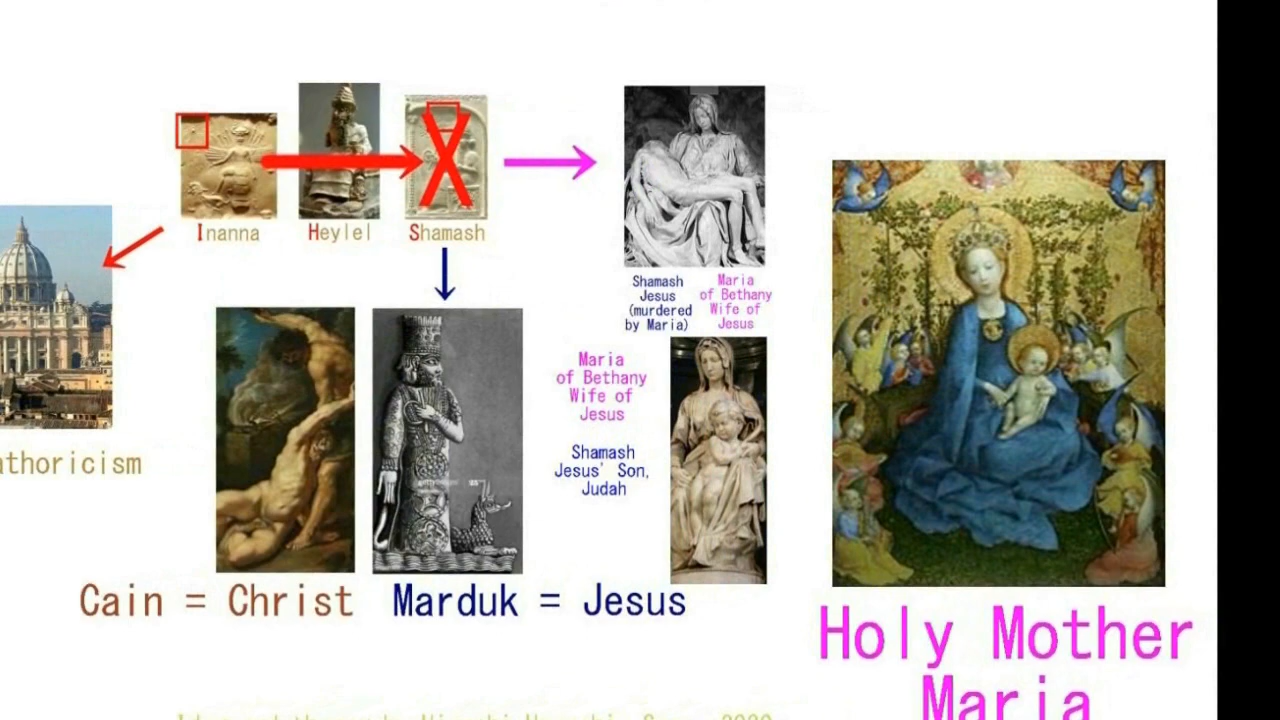 Inanna
Heylel
Shamash
Shamash
Jesus
(murdered
by Maria)
Maria
of Bethany
Wife of
Jesus
Maria
of Bethany
Wife of
Jesus
Shamash
Jesus' Son,
Judah
athoricism
Cain = Christ
Marduk = Jesus
Holy Mother
Maria